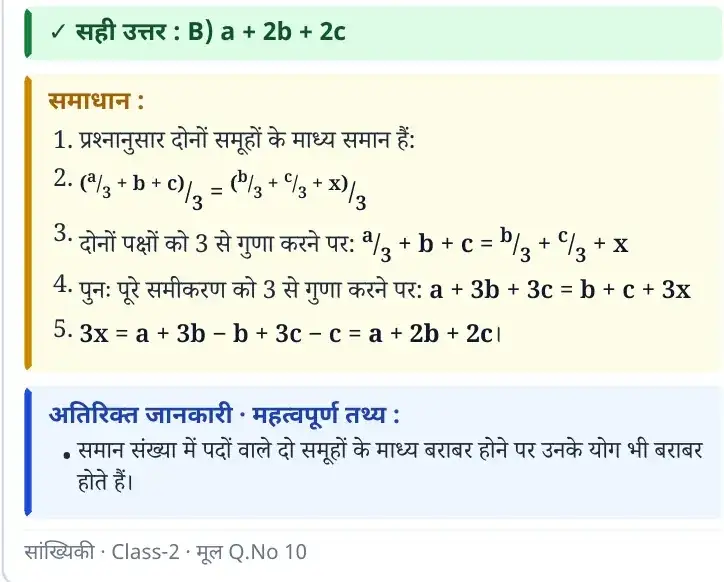 ✓ सही उत्तर : B) a + 2b + 2c
समाधान :
1. प्रश्नानुसार दोनों समूहों के माध्य समान हैं:
2. (a/3 + b + c)/3 = (b/3 + c/3 + x)/3
3. दोनों पक्षों को 3 से गुणा करने पर: a/3 + b + c = b/3 + c/3 + x
4. पुनः पूरे समीकरण को 3 से गुणा करने पर: a + 3b + 3c = b + c + 3x
5. 3x = a + 3b − b + 3c − c = a + 2b + 2c।
अतिरिक्त जानकारी · महत्वपूर्ण तथ्य :
• समान संख्या में पदों वाले दो समूहों के माध्य बराबर होने पर उनके योग भी बराबर
होते हैं।
सांख्यिकी · Class-2 · मूल Q.No 10